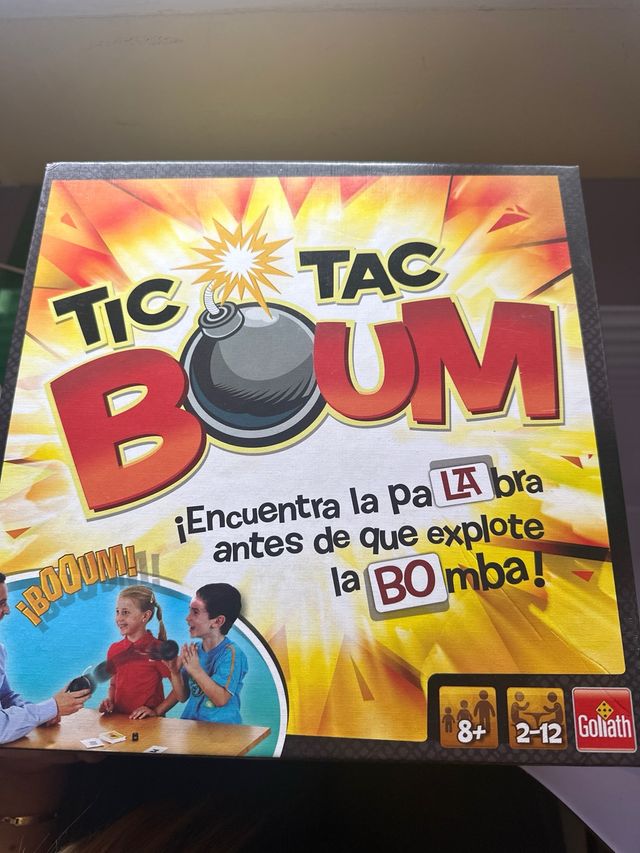 TIC TAC
BOUM
¡Encuentra la paLAbra
antes de que explote
la BOmba!
¡BOOUM!
8+
2-12
Goliath